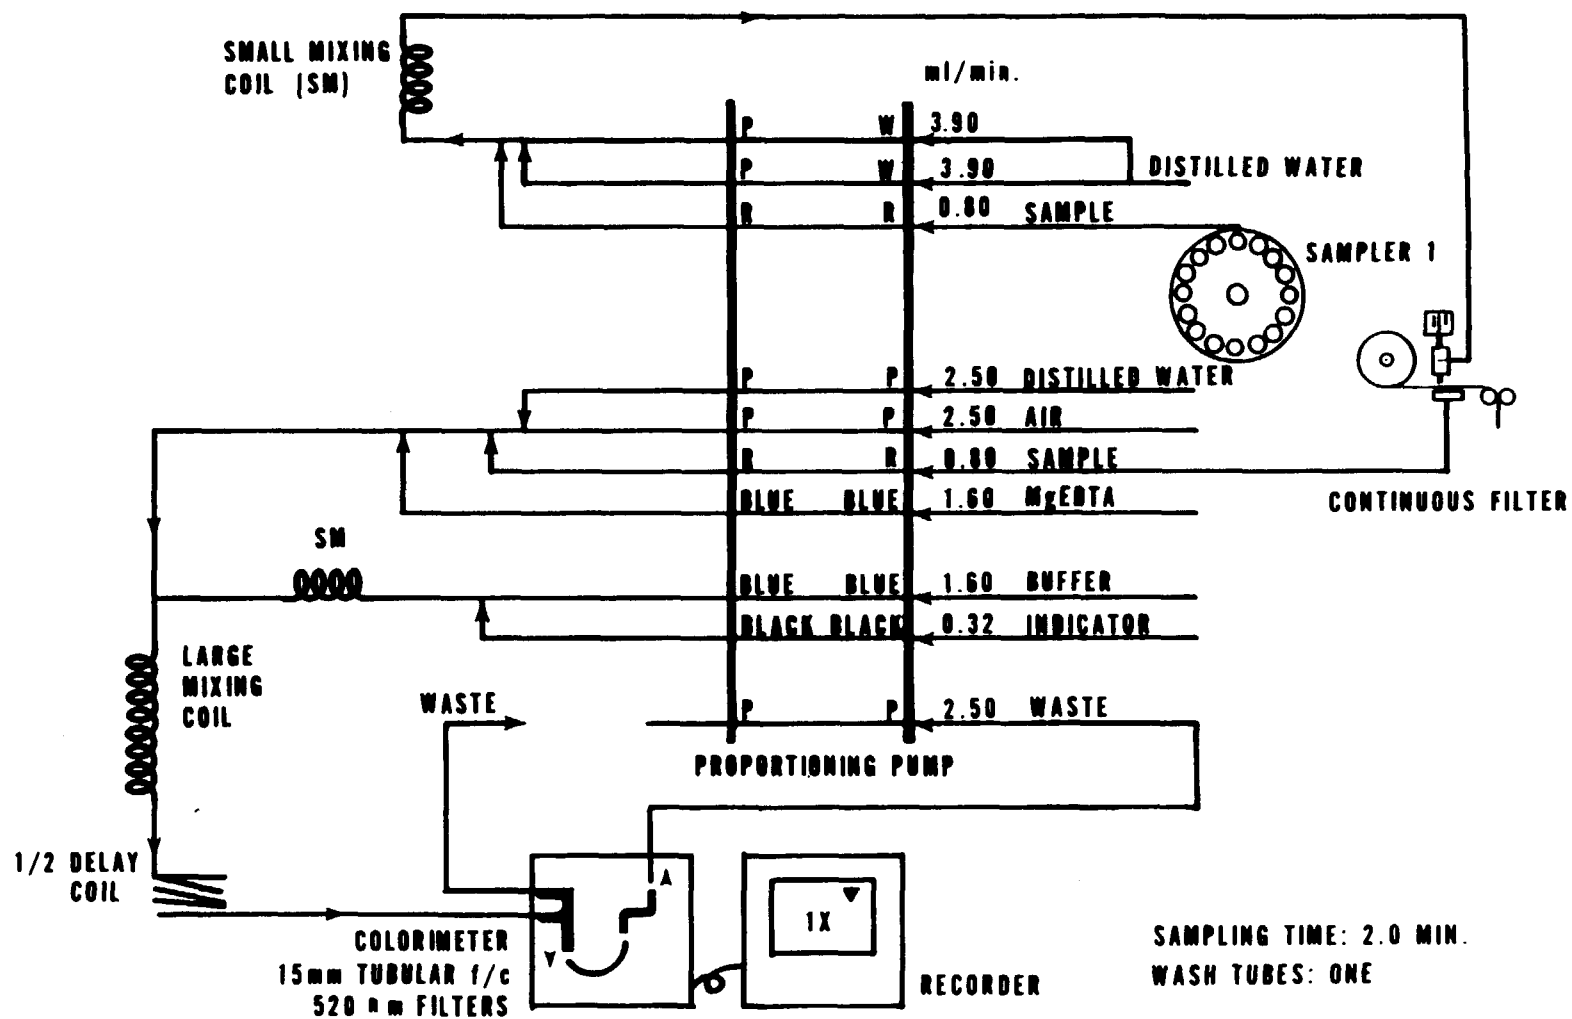 SMALL MIXING
COIL (SM)
ml/min.
P W 3.90
P W 3.90 DISTILLED WATER
R R 0.80 SAMPLE
SAMPLER 1
P P 2.50 DISTILLED WATER
P P 2.50 AIR
R R 0.80 SAMPLE
BLUE BLUE 1.60 MgEDTA
CONTINUOUS FILTER
SM
BLUE BLUE 1.60 BUFFER
BLACK BLACK 0.32 INDICATOR
LARGE
MIXING
COIL
WASTE
P P 2.50 WASTE
PROPORTIONING PUMP
1/2 DELAY
COIL
1X
COLORIMETER
15mm TUBULAR f/c
520 nm FILTERS
RECORDER
SAMPLING TIME: 2.0 MIN.
WASH TUBES: ONE